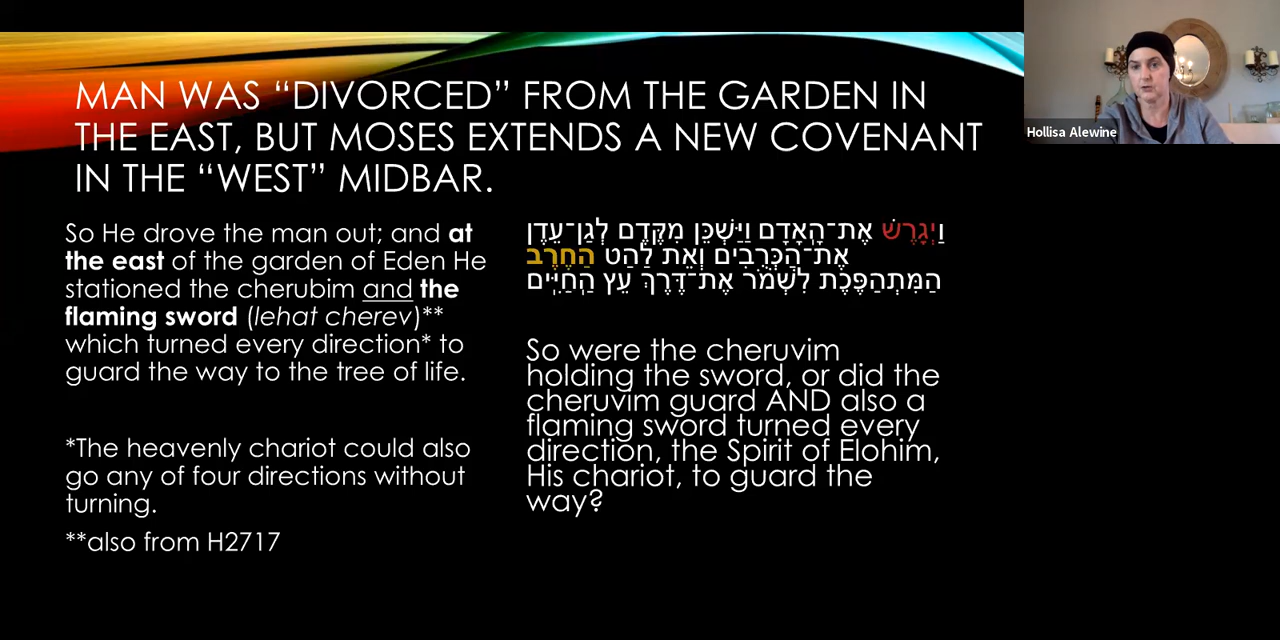 MAN WAS “DIVORCED” FROM THE GARDEN IN
THE EAST, BUT MOSES EXTENDS A NEW COVENANT
IN THE “WEST” MIDBAR.
So He drove the man out; and at
the east of the garden of Eden He
stationed the cherubim and the
flaming sword (lehat cherev)**
which turned every direction* to
guard the way to the tree of life.
*The heavenly chariot could also
go any of four directions without
turning.
**also from H2717
וַיְגָרֶשׁ אֶת־הָאָדָם וַיַּשְׁכֵּן מִקֶּדֶם לְגַן־עֵדֶן
אֶת־הַכְּרֻבִים וְאֵת לַהַט הַחֶרֶב
הַמִּתְהַפֶּכֶת לִשְׁמֹר אֶת־דֶּרֶךְ עֵץ הַחַיִּים
So were the cheruvim
holding the sword, or did the
cheruvim guard AND also a
flaming sword turned every
direction, the Spirit of Elohim,
His chariot, to guard the
way?
Hollisa Alewine